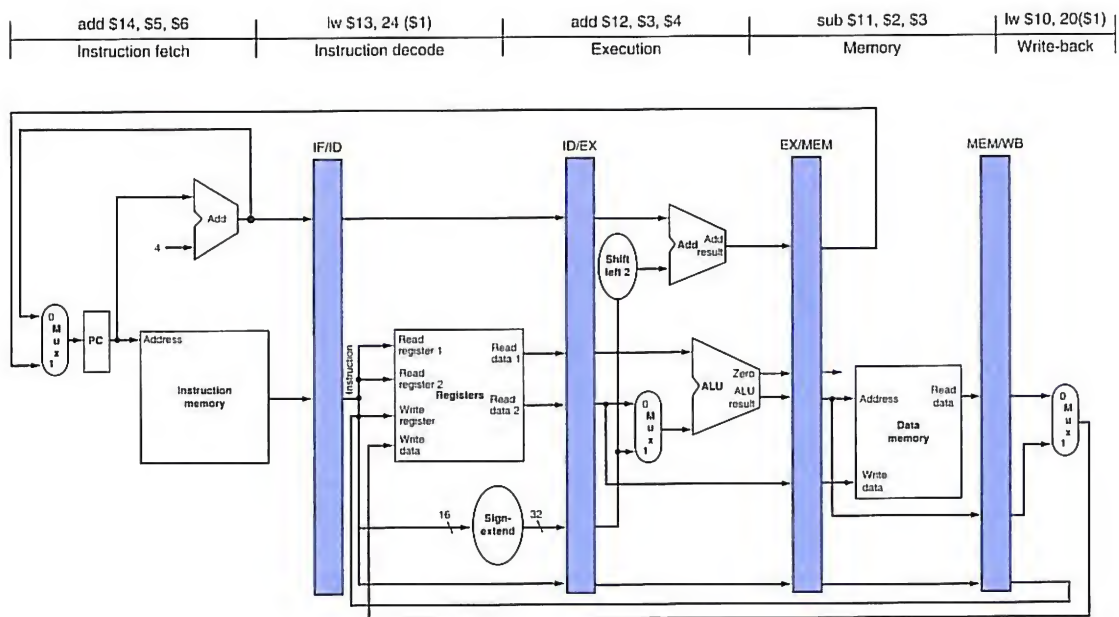 add $14, $5, $6
lw $13, 24 ($1)
add $12, $3, $4
sub $11, $2, $3
lw $10, 20($1)
Instruction fetch
Instruction decode
Execution
Memory
Write-back
IF/ID
ID/EX
EX/MEM
MEM/WB
Add
4
Shift
left 2
Add
Add
result
0
M
u
x
1
PC
Address
Instruction
memory
Instruction
Read
register 1
Read
register 2
Write
register
Write
data
Registers
Read
data 1
Read
data 2
0
M
u
x
1
ALU
Zero
ALU
result
Address
Read
data
Data
memory
Write
data
0
M
u
x
1
16
Sign-
extend
32